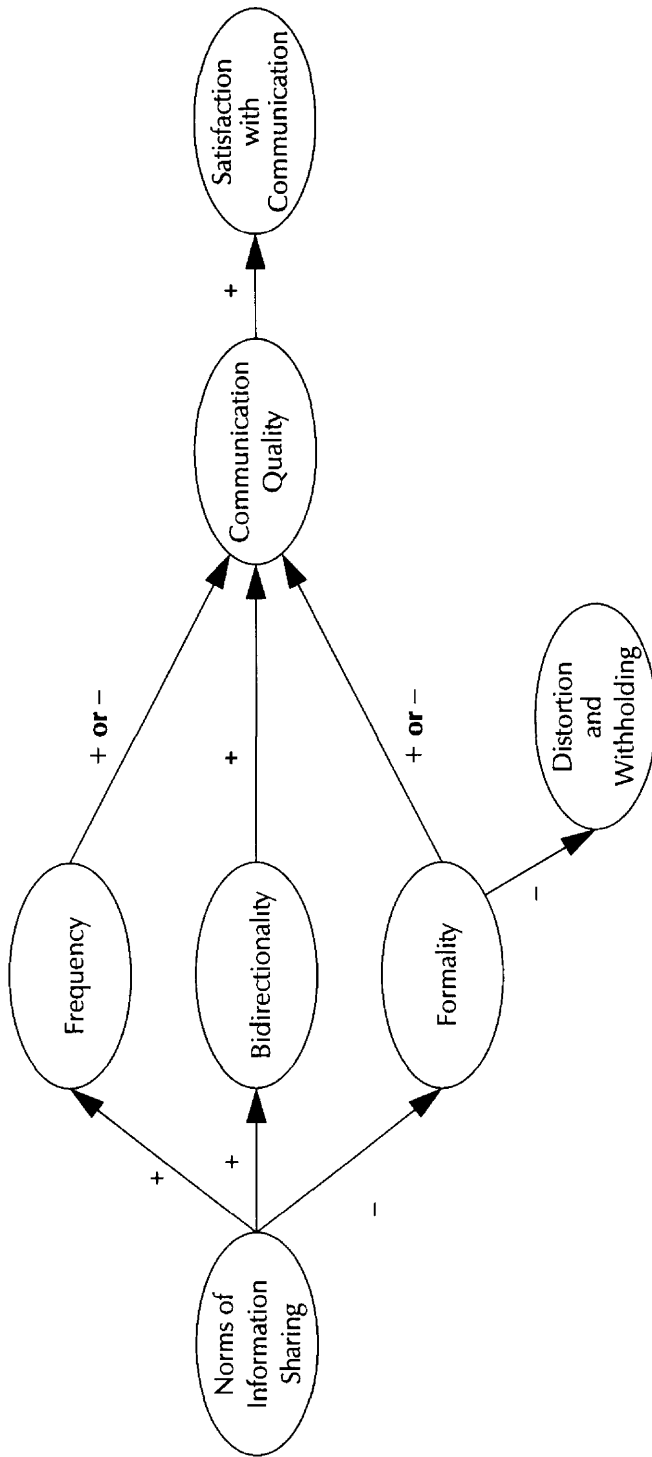 Norms of
Information
Sharing
+
+
–
Frequency
Bidirectionality
Formality
+ or –
+
+ or –
–
Distortion
and
Withholding
Communication
Quality
+
Satisfaction
with
Communication